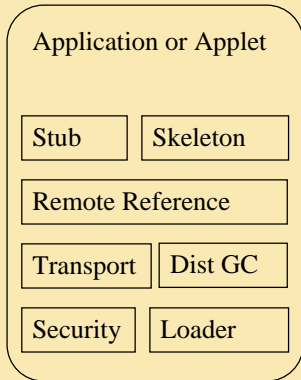 Application or Applet
Stub Skeleton
Remote Reference
Transport Dist GC
Security Loader